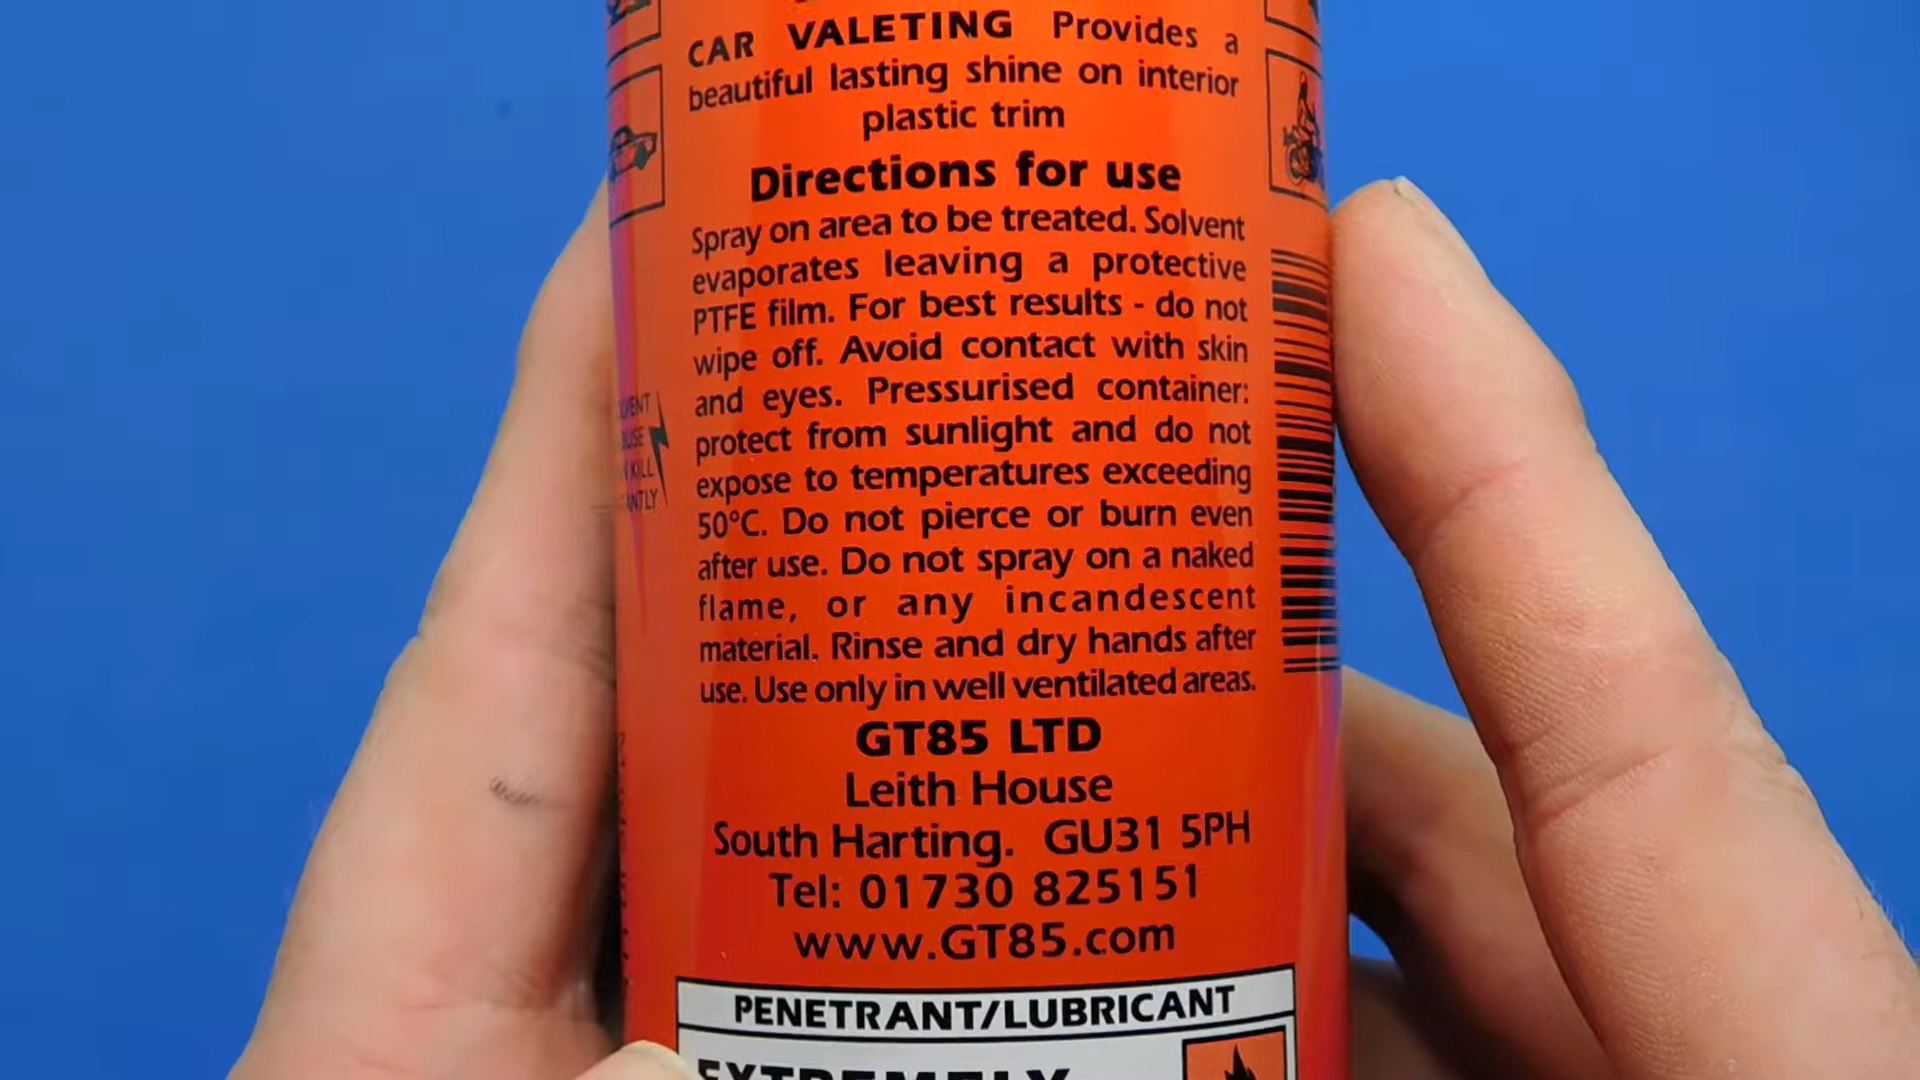 CAR VALETING Provides a
beautiful lasting shine on interior
plastic trim
Directions for use
Spray on area to be treated. Solvent
evaporates leaving a protective
PTFE film. For best results - do not
wipe off. Avoid contact with skin
and eyes. Pressurised container:
protect from sunlight and do not
expose to temperatures exceeding
50°C. Do not pierce or burn even
after use. Do not spray on a naked
flame, or any incandescent
material. Rinse and dry hands after
use. Use only in well ventilated areas.
GT85 LTD
Leith House
South Harting. GU31 5PH
Tel: 01730 825151
www.GT85.com
PENETRANT/LUBRICANT
EXTREMELY
KILL